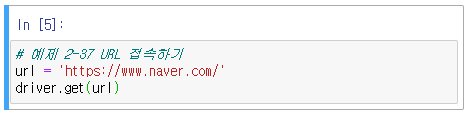 In [5]:
# 예제 2-37 URL 접속하기
url = 'https://www.naver.com/'
driver.get(url)